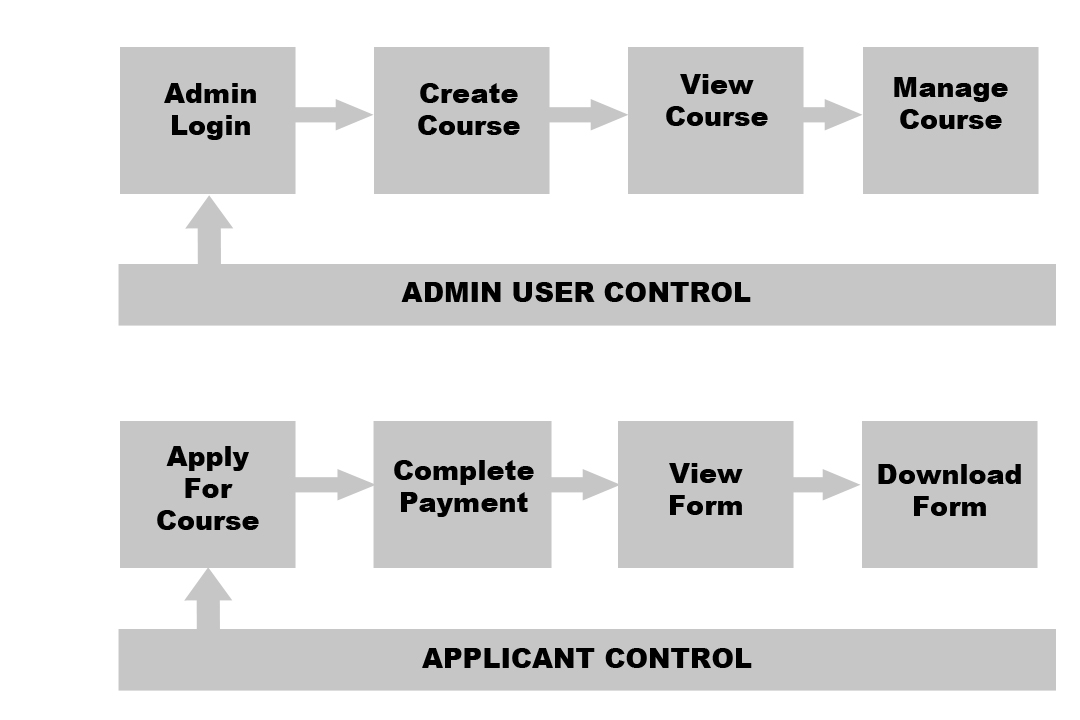 Admin
Login
Create
Course
View
Course
Manage
Course
ADMIN USER CONTROL
Apply
For
Course
Complete
Payment
View
Form
Download
Form
APPLICANT CONTROL